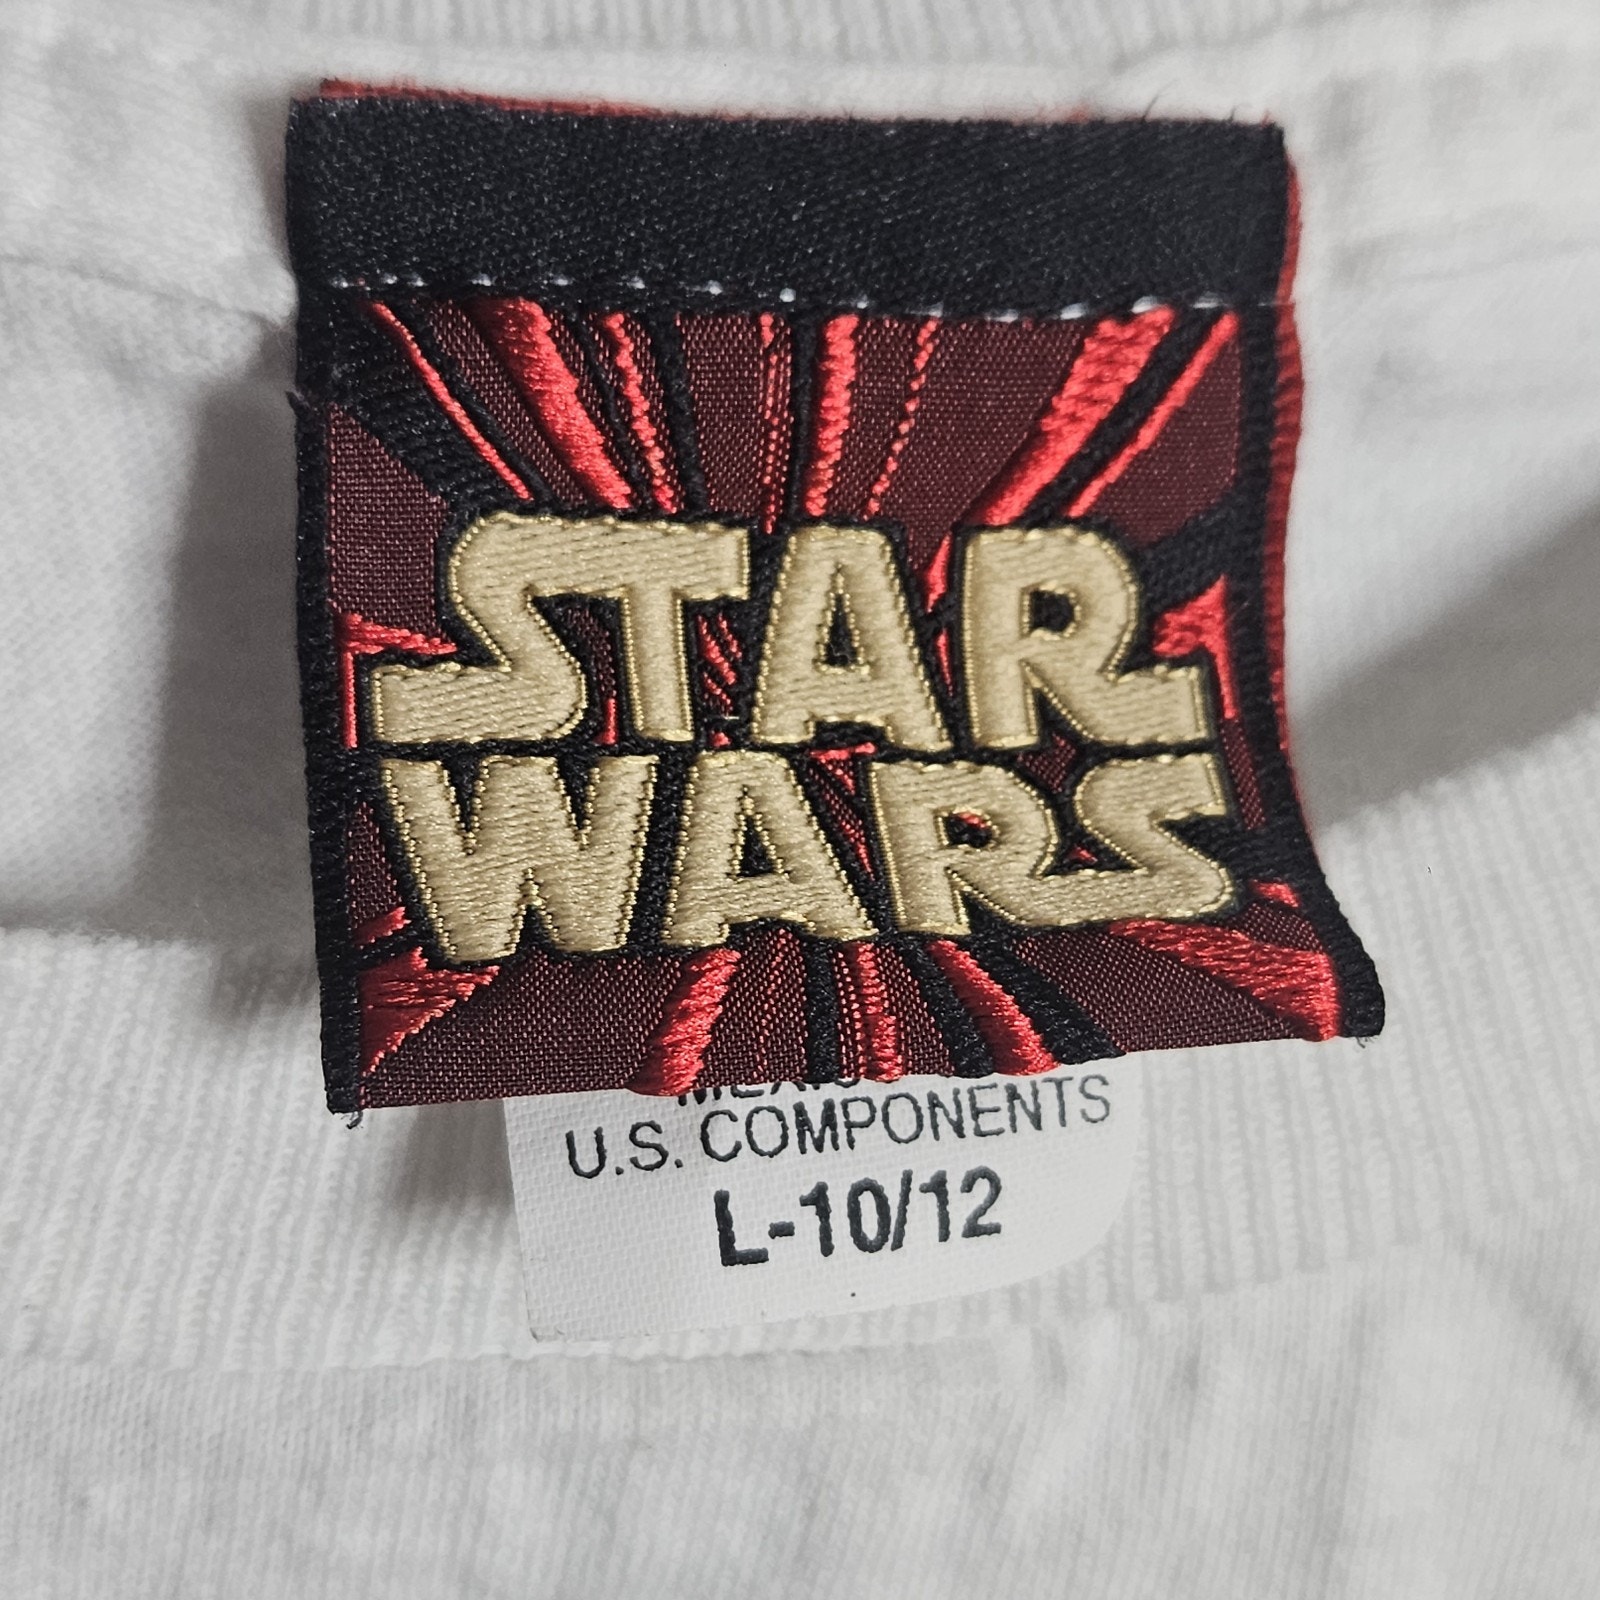 STAR
WARS
U.S. COMPONENTS
L-10/12